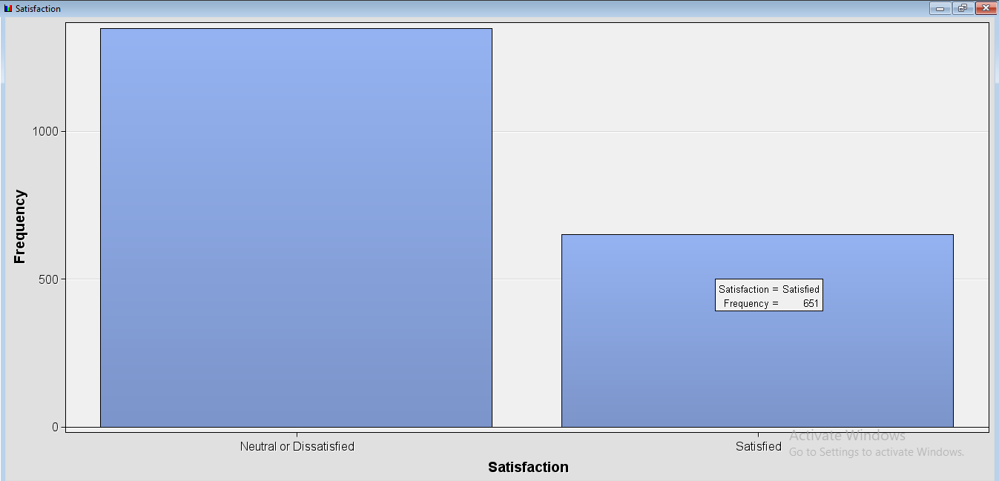 Satisfaction
1000
500
0
Frequency
Satisfaction = Satisfied
Frequency = 651
Neutral or Dissatisfied
Satisfied
Satisfaction
Activate Windows
Go to Settings to activate Windows.